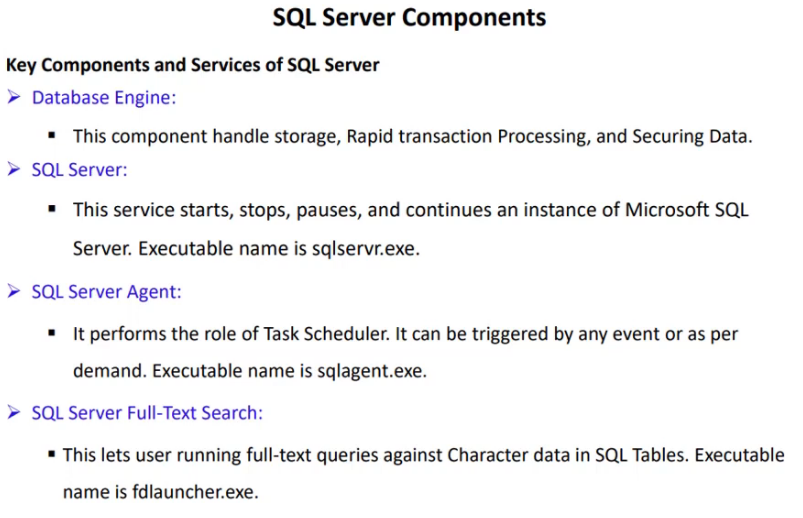 SQL Server Components
Key Components and Services of SQL Server
➢ Database Engine:
▪ This component handle storage, Rapid transaction Processing, and Securing Data.
➢ SQL Server:
▪ This service starts, stops, pauses, and continues an instance of Microsoft SQL
Server. Executable name is sqlservr.exe.
➢ SQL Server Agent:
▪ It performs the role of Task Scheduler. It can be triggered by any event or as per
demand. Executable name is sqlagent.exe.
➢ SQL Server Full-Text Search:
▪ This lets user running full-text queries against Character data in SQL Tables. Executable
name is fdlauncher.exe.